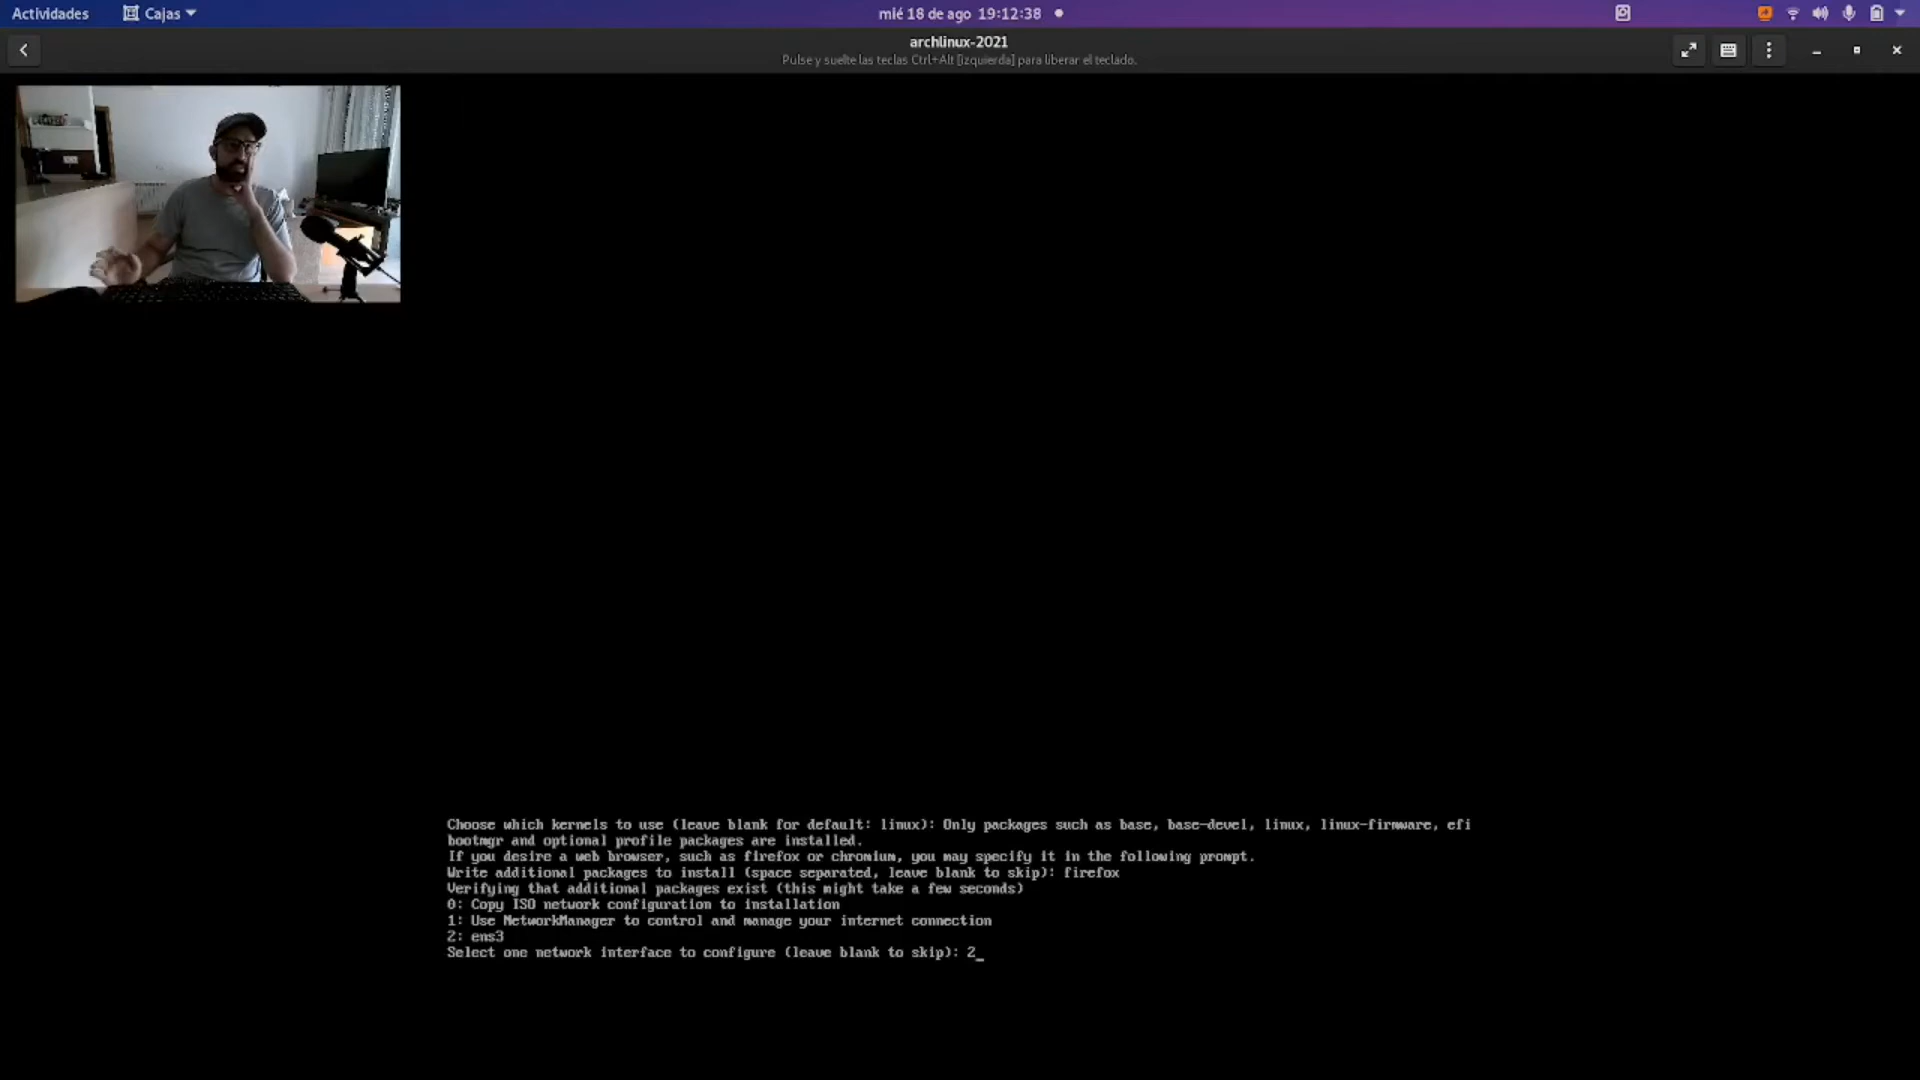 Actividades
Cajas
mié 18 de ago 19:12:38
archlinux-2021
Pulse y suelte las teclas Ctrl+Alt [izquierda] para liberar el teclado.
Choose which kernels to use (leave blank for default: linux): Only packages such as base, base-devel, linux, linux-firmware, efi
bootmgr and optional profile packages are installed.
If you desire a web browser, such as firefox or chromium, you may specify it in the following prompt.
Write additional packages to install (space separated, leave blank to skip): firefox
Verifying that additional packages exist (this might take a few seconds)
0: Copy ISO network configuration to installation
1: Use NetworkManager to control and manage your internet connection
2: ens3
Select one network interface to configure (leave blank to skip): 2_